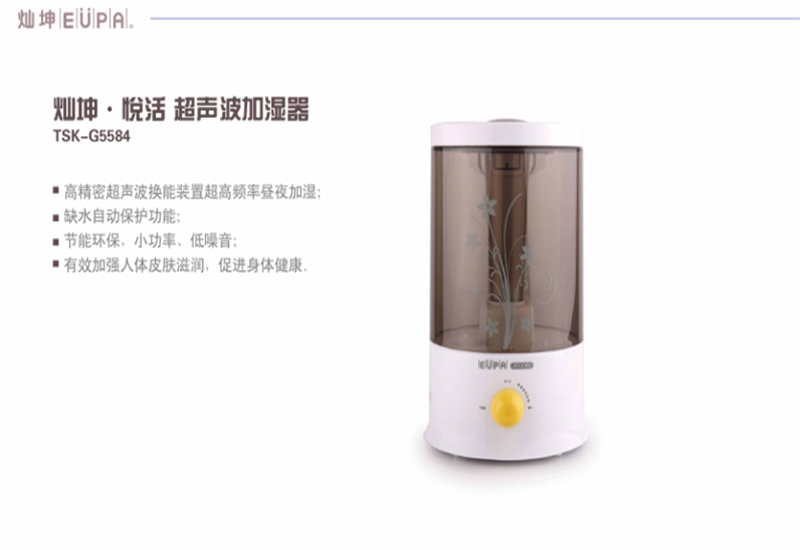 灿坤 EUPA®
灿坤·悦活 超声波加湿器
TSK-G5584
■ 高精密超声波换能装置超高频率昼夜加湿；
■ 缺水自动保护功能；
■ 节能环保，小功率、低噪音；
■ 有效加强人体皮肤滋润，促进身体健康。
EUPA